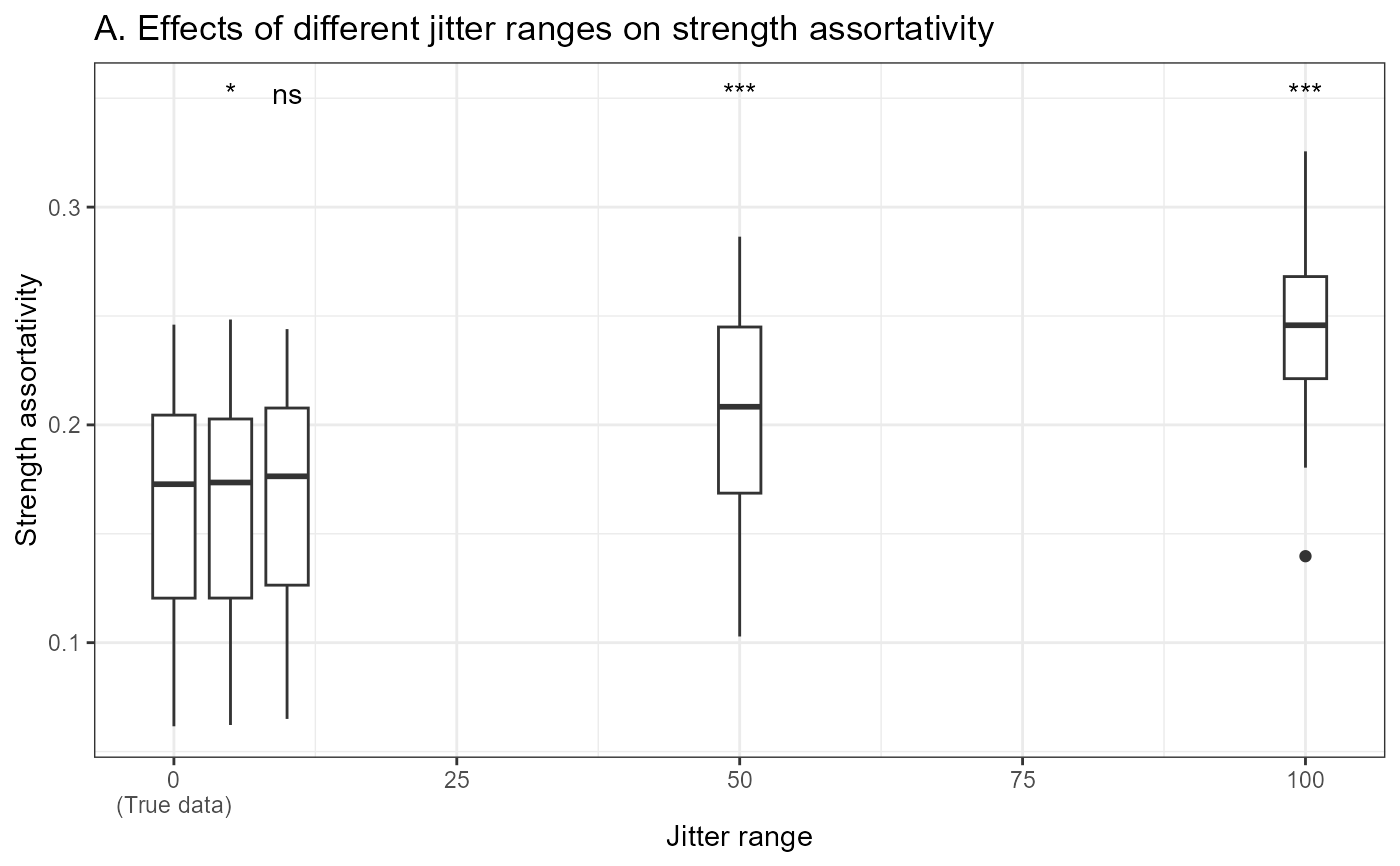 A. Effects of different jitter ranges on strength assortativity
* ns *** ***
0.3
0.2
0.1
Strength assortativity
0 25 50 75 100
(True data)
Jitter range